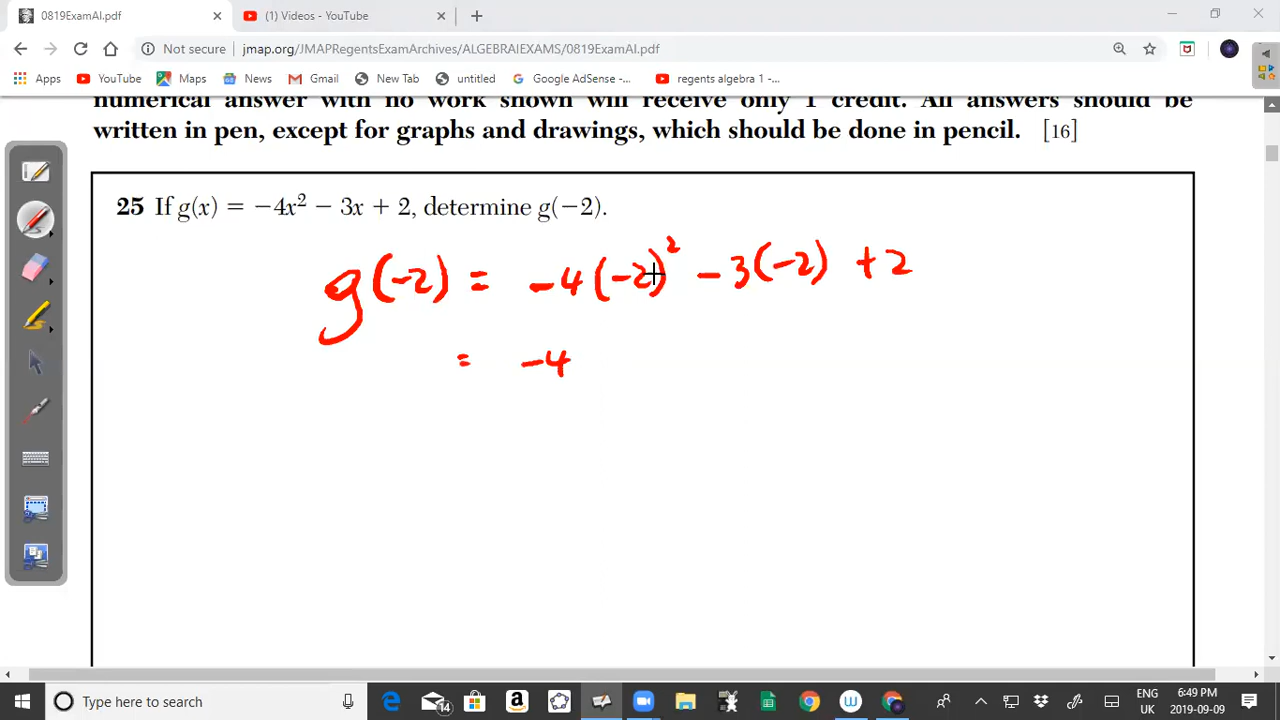 0819ExamAI.pdf
(1) Videos - YouTube
Not secure
jmap.org/JMAPRegentsExamArchives/ALGEBRAIEXAMS/0819ExamAI.pdf
Apps YouTube Maps News Gmail New Tab untitled Google AdSense -... regents algebra 1 -...
numerical answer with no work shown will receive only 1 credit. All answers should be
written in pen, except for graphs and drawings, which should be done in pencil. [16]
25 If g(x) = −4x² − 3x + 2, determine g(−2).
g(-2) = -4(-2)² -3(-2) +2
= -4
Type here to search
14
ENG
UK
6:49 PM
2019-09-09